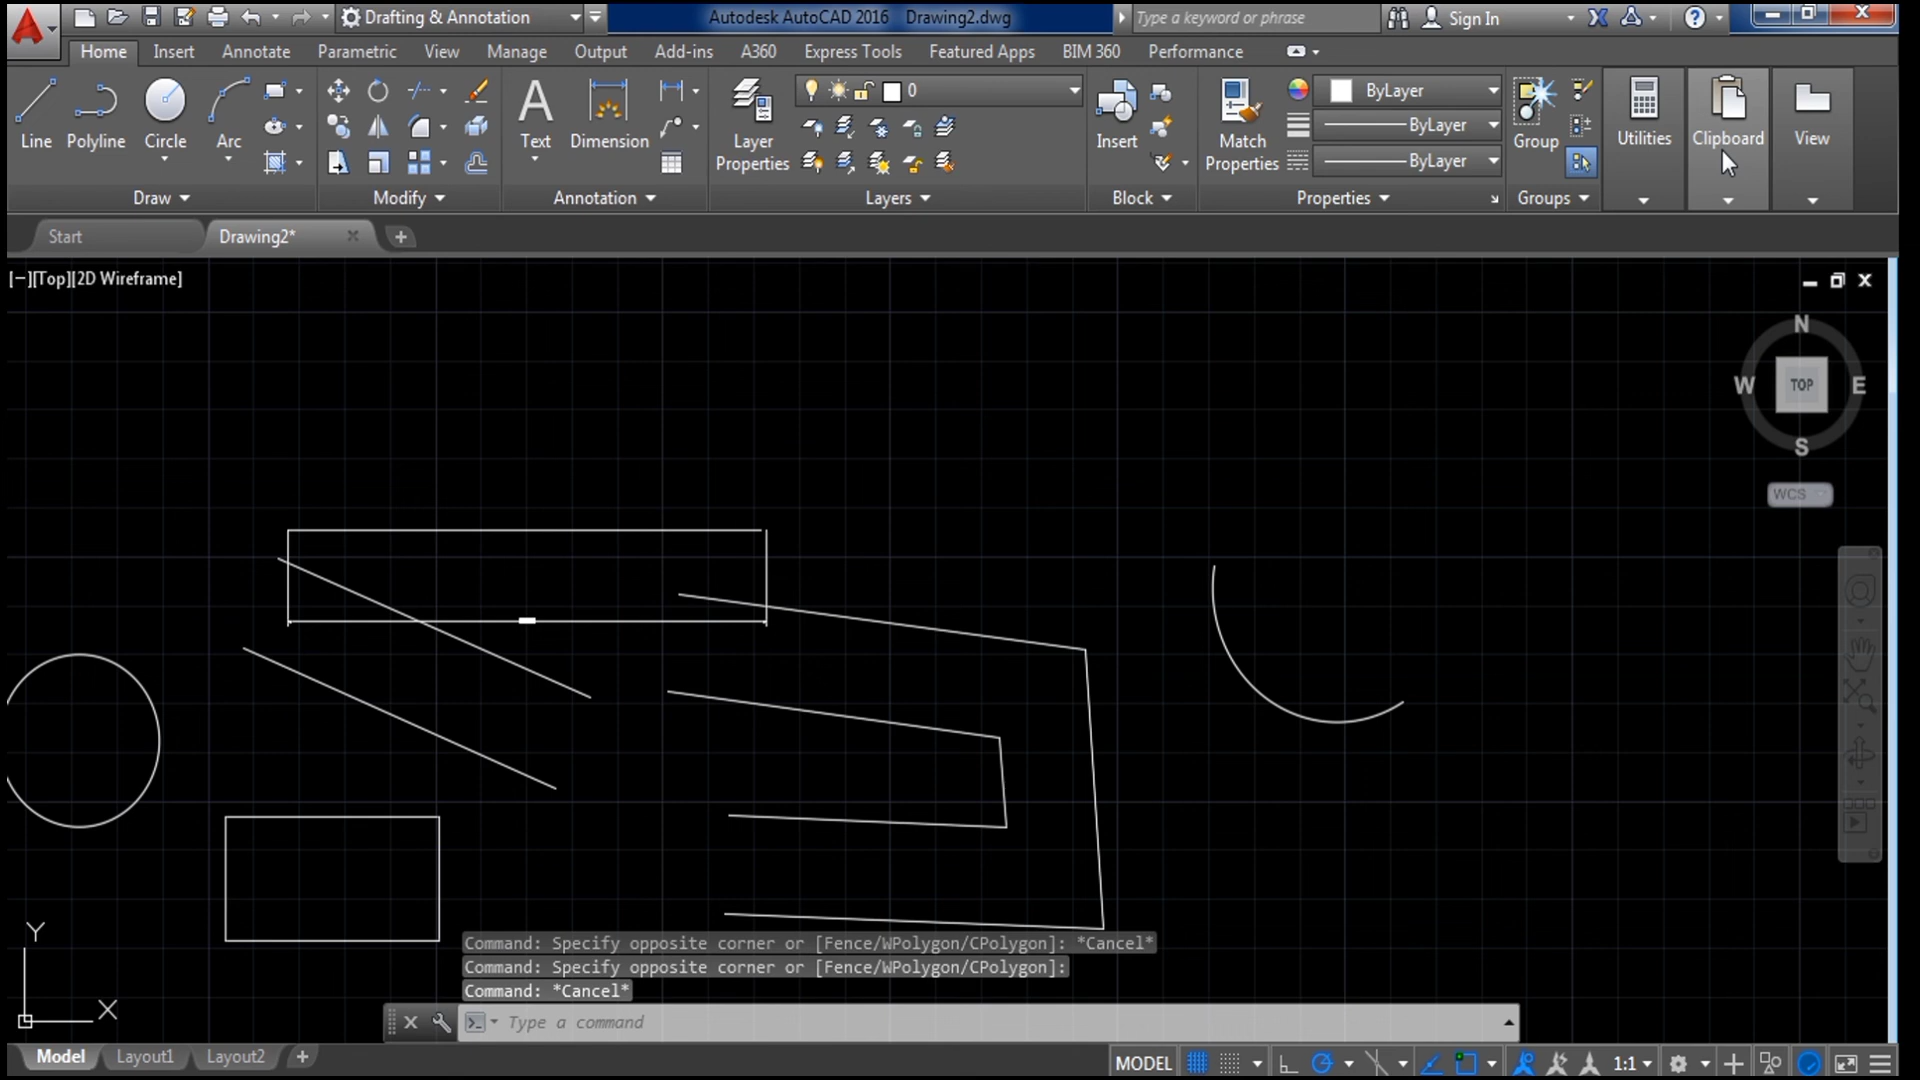 Drafting & Annotation
Autodesk AutoCAD 2016 Drawing2.dwg
Type a keyword or phrase
Sign In
Home Insert Annotate Parametric View Manage Output Add-ins A360 Express Tools Featured Apps BIM 360 Performance
0
ByLayer
ByLayer
ByLayer
Line Polyline Circle Arc
Text Dimension
Layer Properties
Insert
Match Properties
Group
Utilities
Clipboard
View
Draw Modify Annotation Layers Block Properties Groups
Start Drawing2*
[−][Top][2D Wireframe]
N
W TOP E
S
WCS
Y
X
Command: Specify opposite corner or [Fence/WPolygon/CPolygon]: *Cancel*
Command: Specify opposite corner or [Fence/WPolygon/CPolygon]:
Command: *Cancel*
Type a command
Model Layout1 Layout2
MODEL 1:1